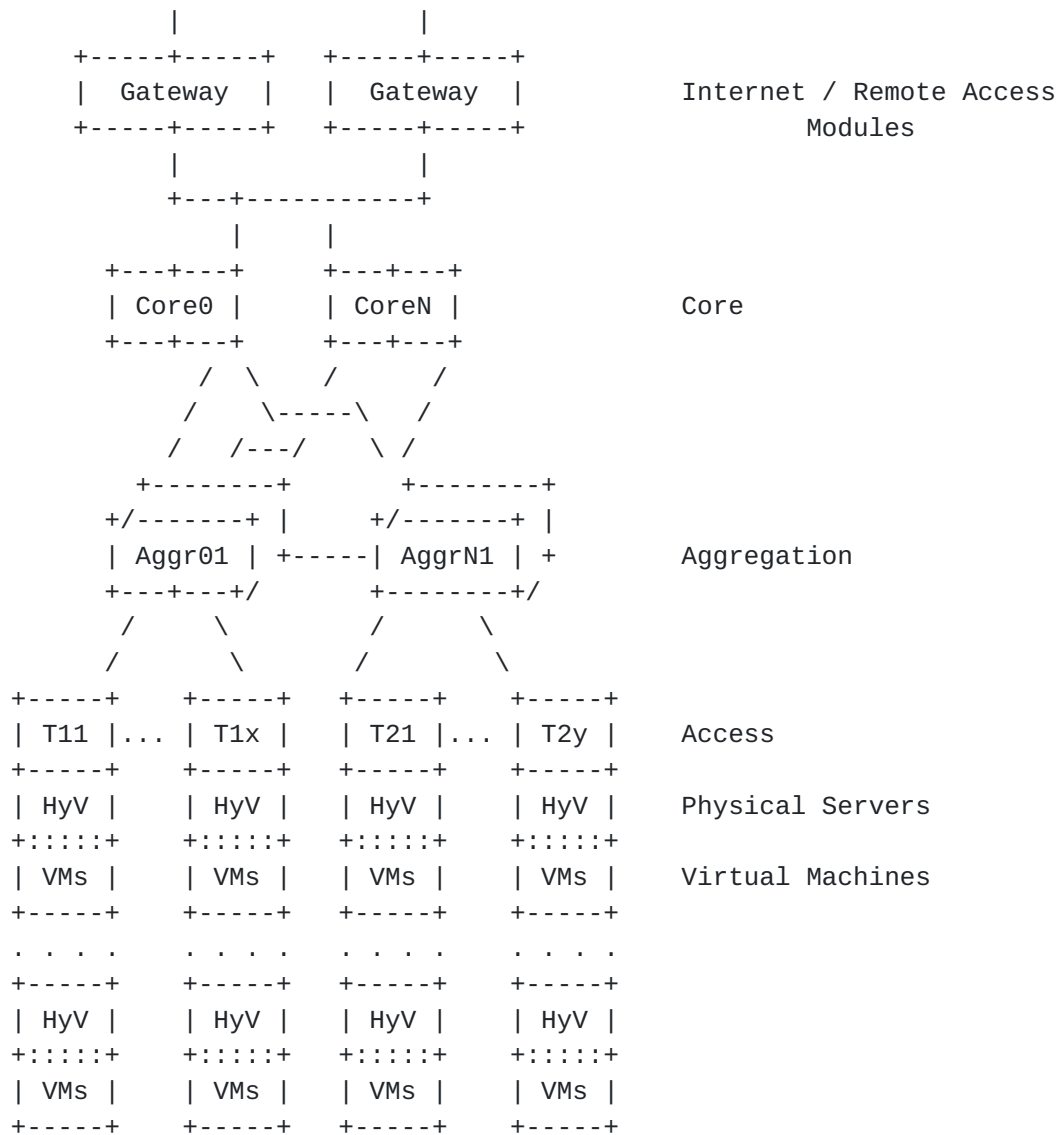 Gateway Gateway Internet / Remote Access
Modules
Core0 CoreN Core
Aggr01 AggrN1 Aggregation
T11 ... T1x T21 ... T2y Access
HyV HyV HyV HyV Physical Servers
VMs VMs VMs VMs Virtual Machines
. . . . . . . . . . . . . . . .
HyV HyV HyV HyV
VMs VMs VMs VMs